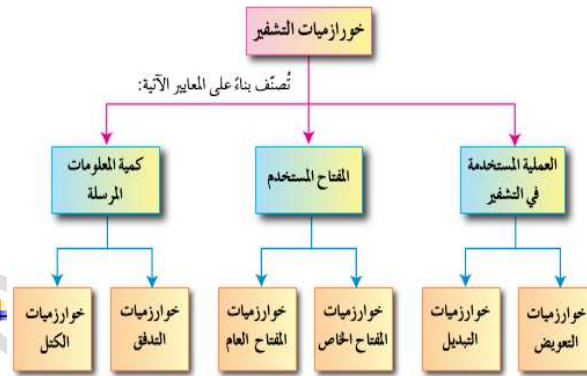 خورازميات التشفير
تُصنّف بناءً على المعايير الآتية:
العملية المستخدمة
في التشفير
المفتاح المستخدم
كمية المعلومات
المرسلة
خوارزميات
التعويض
خوارزميات
التبديل
خوارزميات
المفتاح الخاص
خوارزميات
المفتاح العام
خوارزميات
التدفق
خوارزميات
الكتل